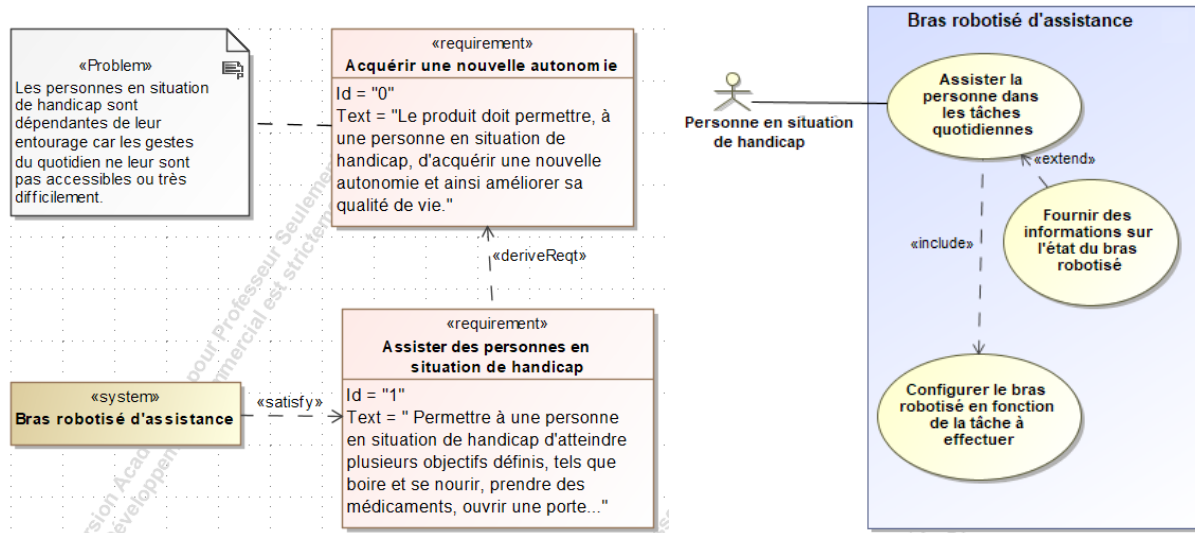 «Problem»
Les personnes en situation
de handicap sont
dépendantes de leur
entourage car les gestes
du quotidien ne leur sont
pas accessibles ou très
difficilement.
«requirement»
Acquérir une nouvelle autonomie
Id = "0"
Text = "Le produit doit permettre, à
une personne en situation de
handicap, d'acquérir une nouvelle
autonomie et ainsi améliorer sa
qualité de vie."
«deriveReqt»
«requirement»
Assister des personnes en
situation de handicap
Id = "1"
Text = " Permettre à une personne
en situation de handicap d'atteindre
plusieurs objectifs définis, tels que
boire et se nourrir, prendre des
médicaments, ouvrir une porte..."
«system»
Bras robotisé d'assistance
«satisfy»
pour Professeur Seulement
Bras robotisé d'assistance
Personne en situation
de handicap
Assister la
personne dans
les tâches
quotidiennes
«extend»
Fournir des
informations sur
l'état du bras
robotisé
«include»
Configurer le bras
robotisé en fonction
de la tâche à
effectuer